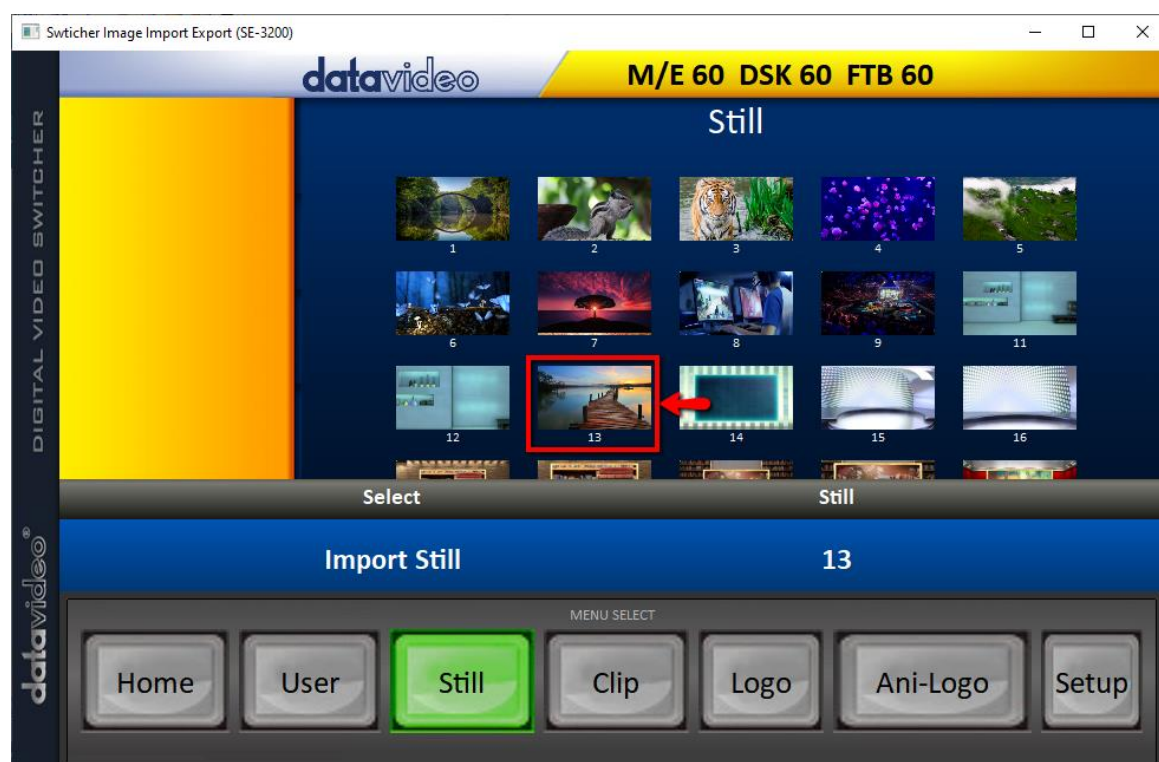 Swticher Image Import Export (SE-3200)
datavideo
M/E 60 DSK 60 FTB 60
DIGITAL VIDEO SWITCHER
datavideo®
Still
1
2
3
4
5
6
7
8
9
11
12
13
14
15
16
Select
Still
Import Still
13
MENU SELECT
Home
User
Still
Clip
Logo
Ani-Logo
Setup